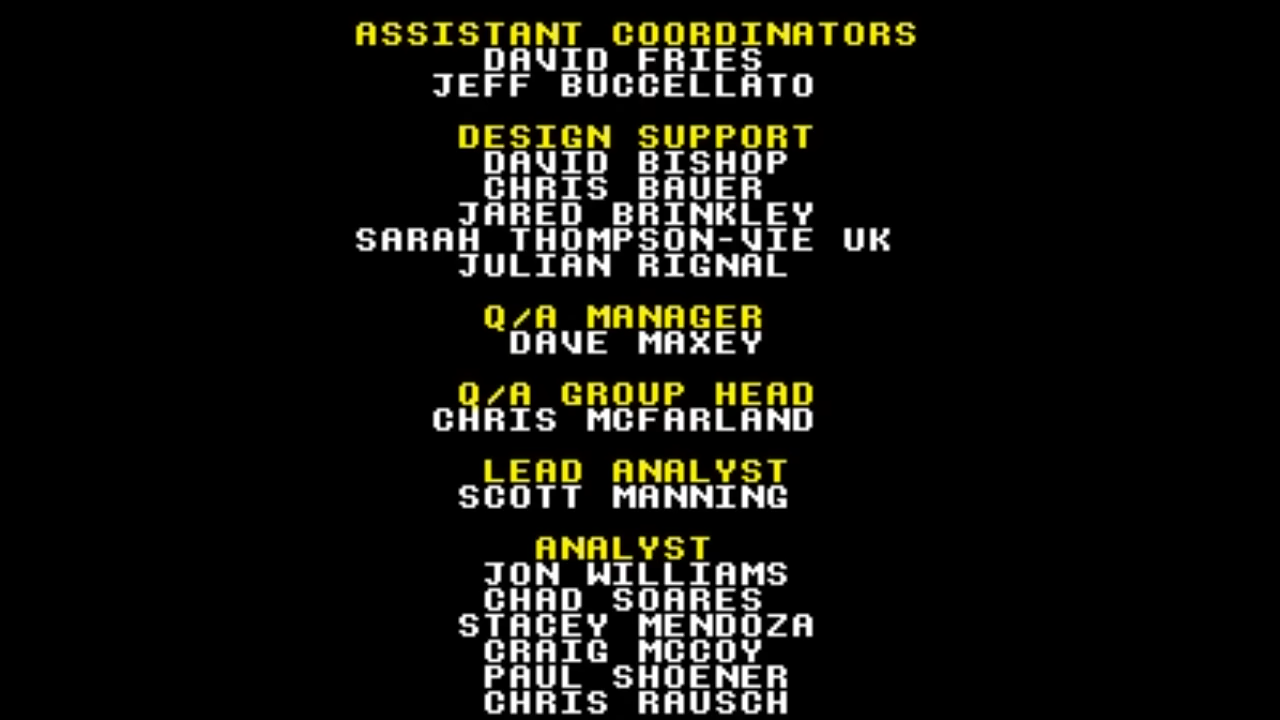 ASSISTANT COORDINATORS
DAVID FRIES
JEFF BUCCELLATO
DESIGN SUPPORT
DAVID BISHOP
CHRIS BAUER
JARED BRINKLEY
SARAH THOMPSON-VIE UK
JULIAN RIGNAL
Q/A MANAGER
DAVE MAXEY
Q/A GROUP HEAD
CHRIS MCFARLAND
LEAD ANALYST
SCOTT MANNING
ANALYST
JON WILLIAMS
CHAD SOARES
STACEY MENDOZA
CRAIG MCCOY
PAUL SHOENER
CHRIS RAUSCH